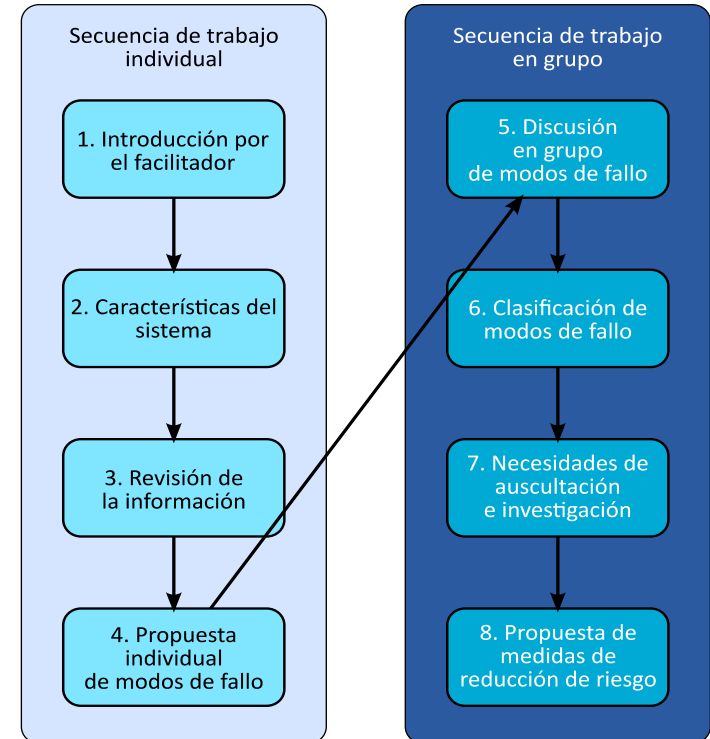 Secuencia de trabajo
individual
1. Introducción por
el facilitador
2. Características del
sistema
3. Revisión de
la información
4. Propuesta
individual
de modos de fallo
Secuencia de trabajo
en grupo
5. Discusión
en grupo
de modos de fallo
6. Clasificación de
modos de fallo
7. Necesidades de
auscultación
e investigación
8. Propuesta de
medidas de
reducción de riesgo